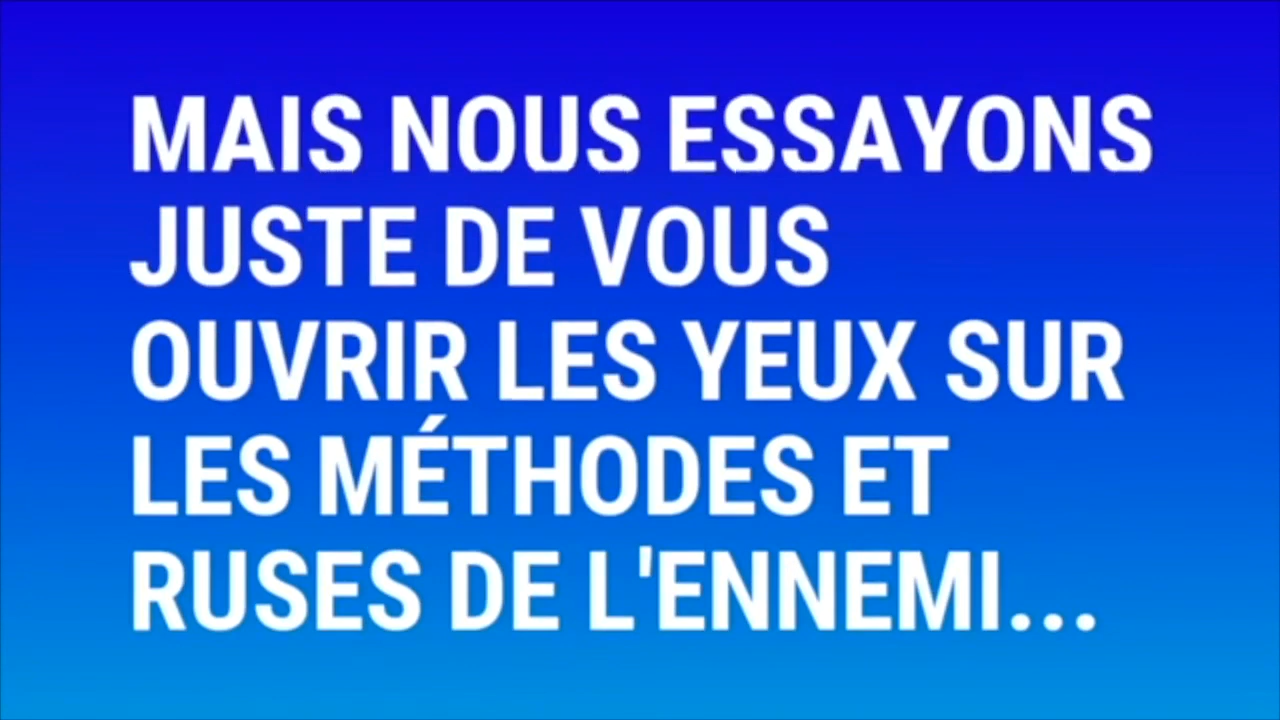 MAIS NOUS ESSAYONS
JUSTE DE VOUS
OUVRIR LES YEUX SUR
LES MÉTHODES ET
RUSES DE L'ENNEMI...